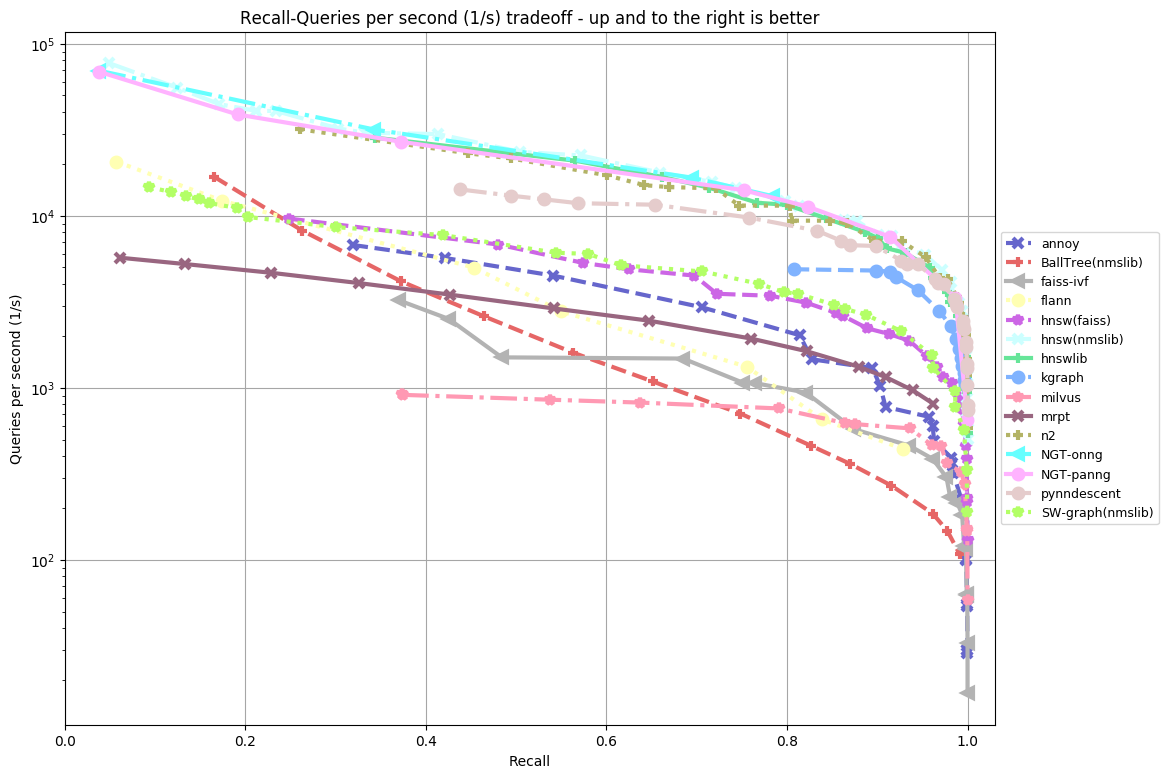 Recall-Queries per second (1/s) tradeoff - up and to the right is better
Queries per second (1/s)
10^5
10^4
10^3
10^2
0.0 0.2 0.4 0.6 0.8 1.0
Recall
annoy
BallTree(nmslib)
faiss-ivf
flann
hnsw(faiss)
hnsw(nmslib)
hnswlib
kgraph
milvus
mrpt
n2
NGT-onng
NGT-panng
pynndescent
SW-graph(nmslib)